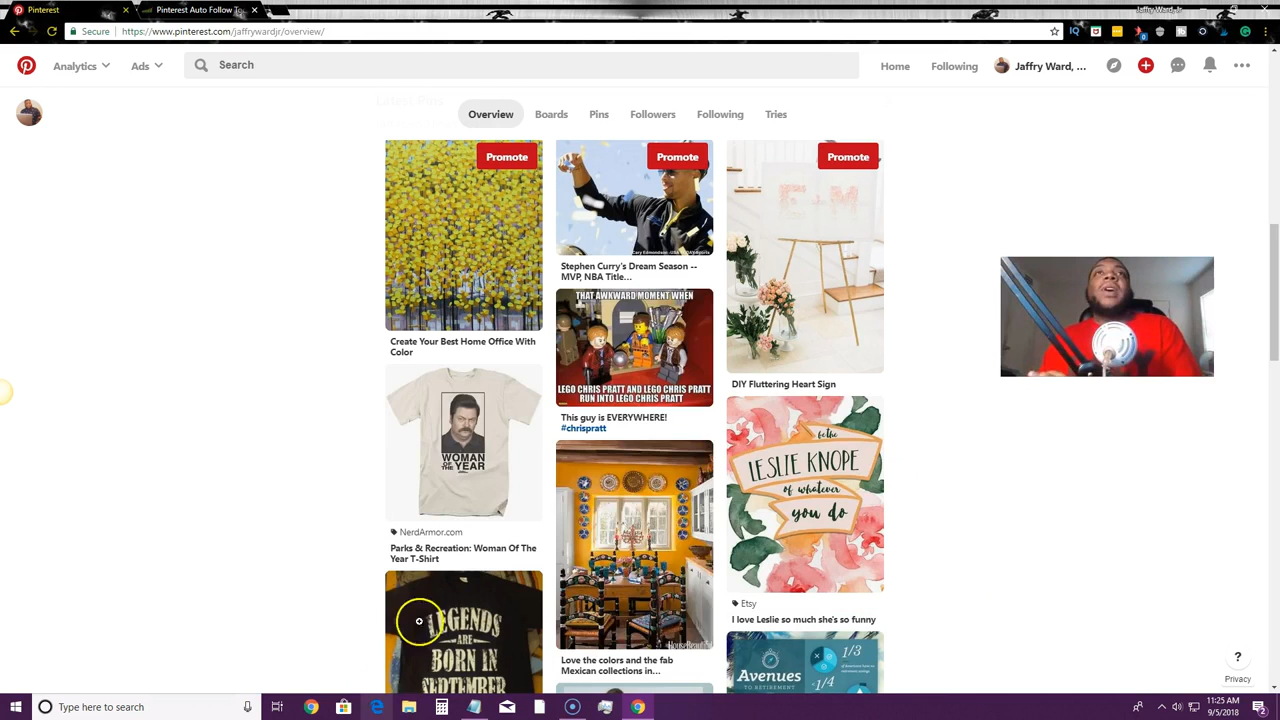 Pinterest
Pinterest Auto Follow To
Jaffry Ward, Jr.
Secure
https://www.pinterest.com/jaffrywardjr/overview/
Analytics
Ads
Search
Home
Following
Jaffry Ward, ...
Overview
Boards
Pins
Followers
Following
Tries
Promote
Create Your Best Home Office With
Color
WOMAN
OF THE YEAR
NerdArmor.com
Parks & Recreation: Woman Of The
Year T-Shirt
LEGENDS
ARE
BORN IN
SEPTEMBER
Promote
Stephen Curry's Dream Season --
MVP, NBA Title...
THAT AWKWARD MOMENT WHEN
LEGO CHRIS PRATT AND LEGO CHRIS PRATT
RUN INTO LEGO CHRIS PRATT
This guy is EVERYWHERE!
#chrispratt
HOUSE BEAUTIFUL
Love the colors and the fab
Mexican collections in...
Promote
E + M
DIY Fluttering Heart Sign
be the
LESLIE KNOPE
of whatever
you do
Etsy
I love Leslie so much she's so funny
Avenues
TO RETIREMENT
1/3
1/4
?
Privacy
Type here to search
11:25 AM
9/5/2018